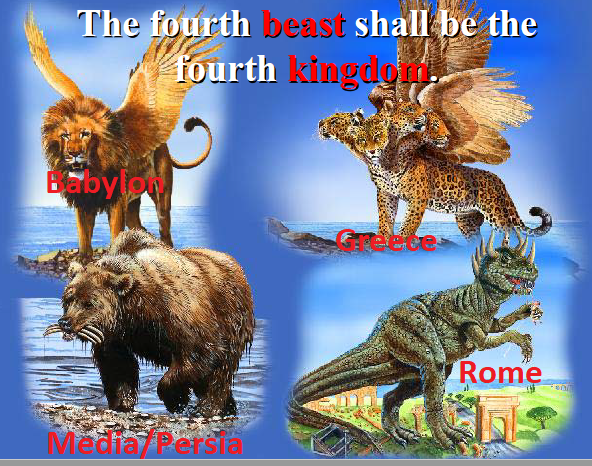 The fourth beast shall be the
fourth kingdom.
Babylon
Greece
Rome
Media/Persia